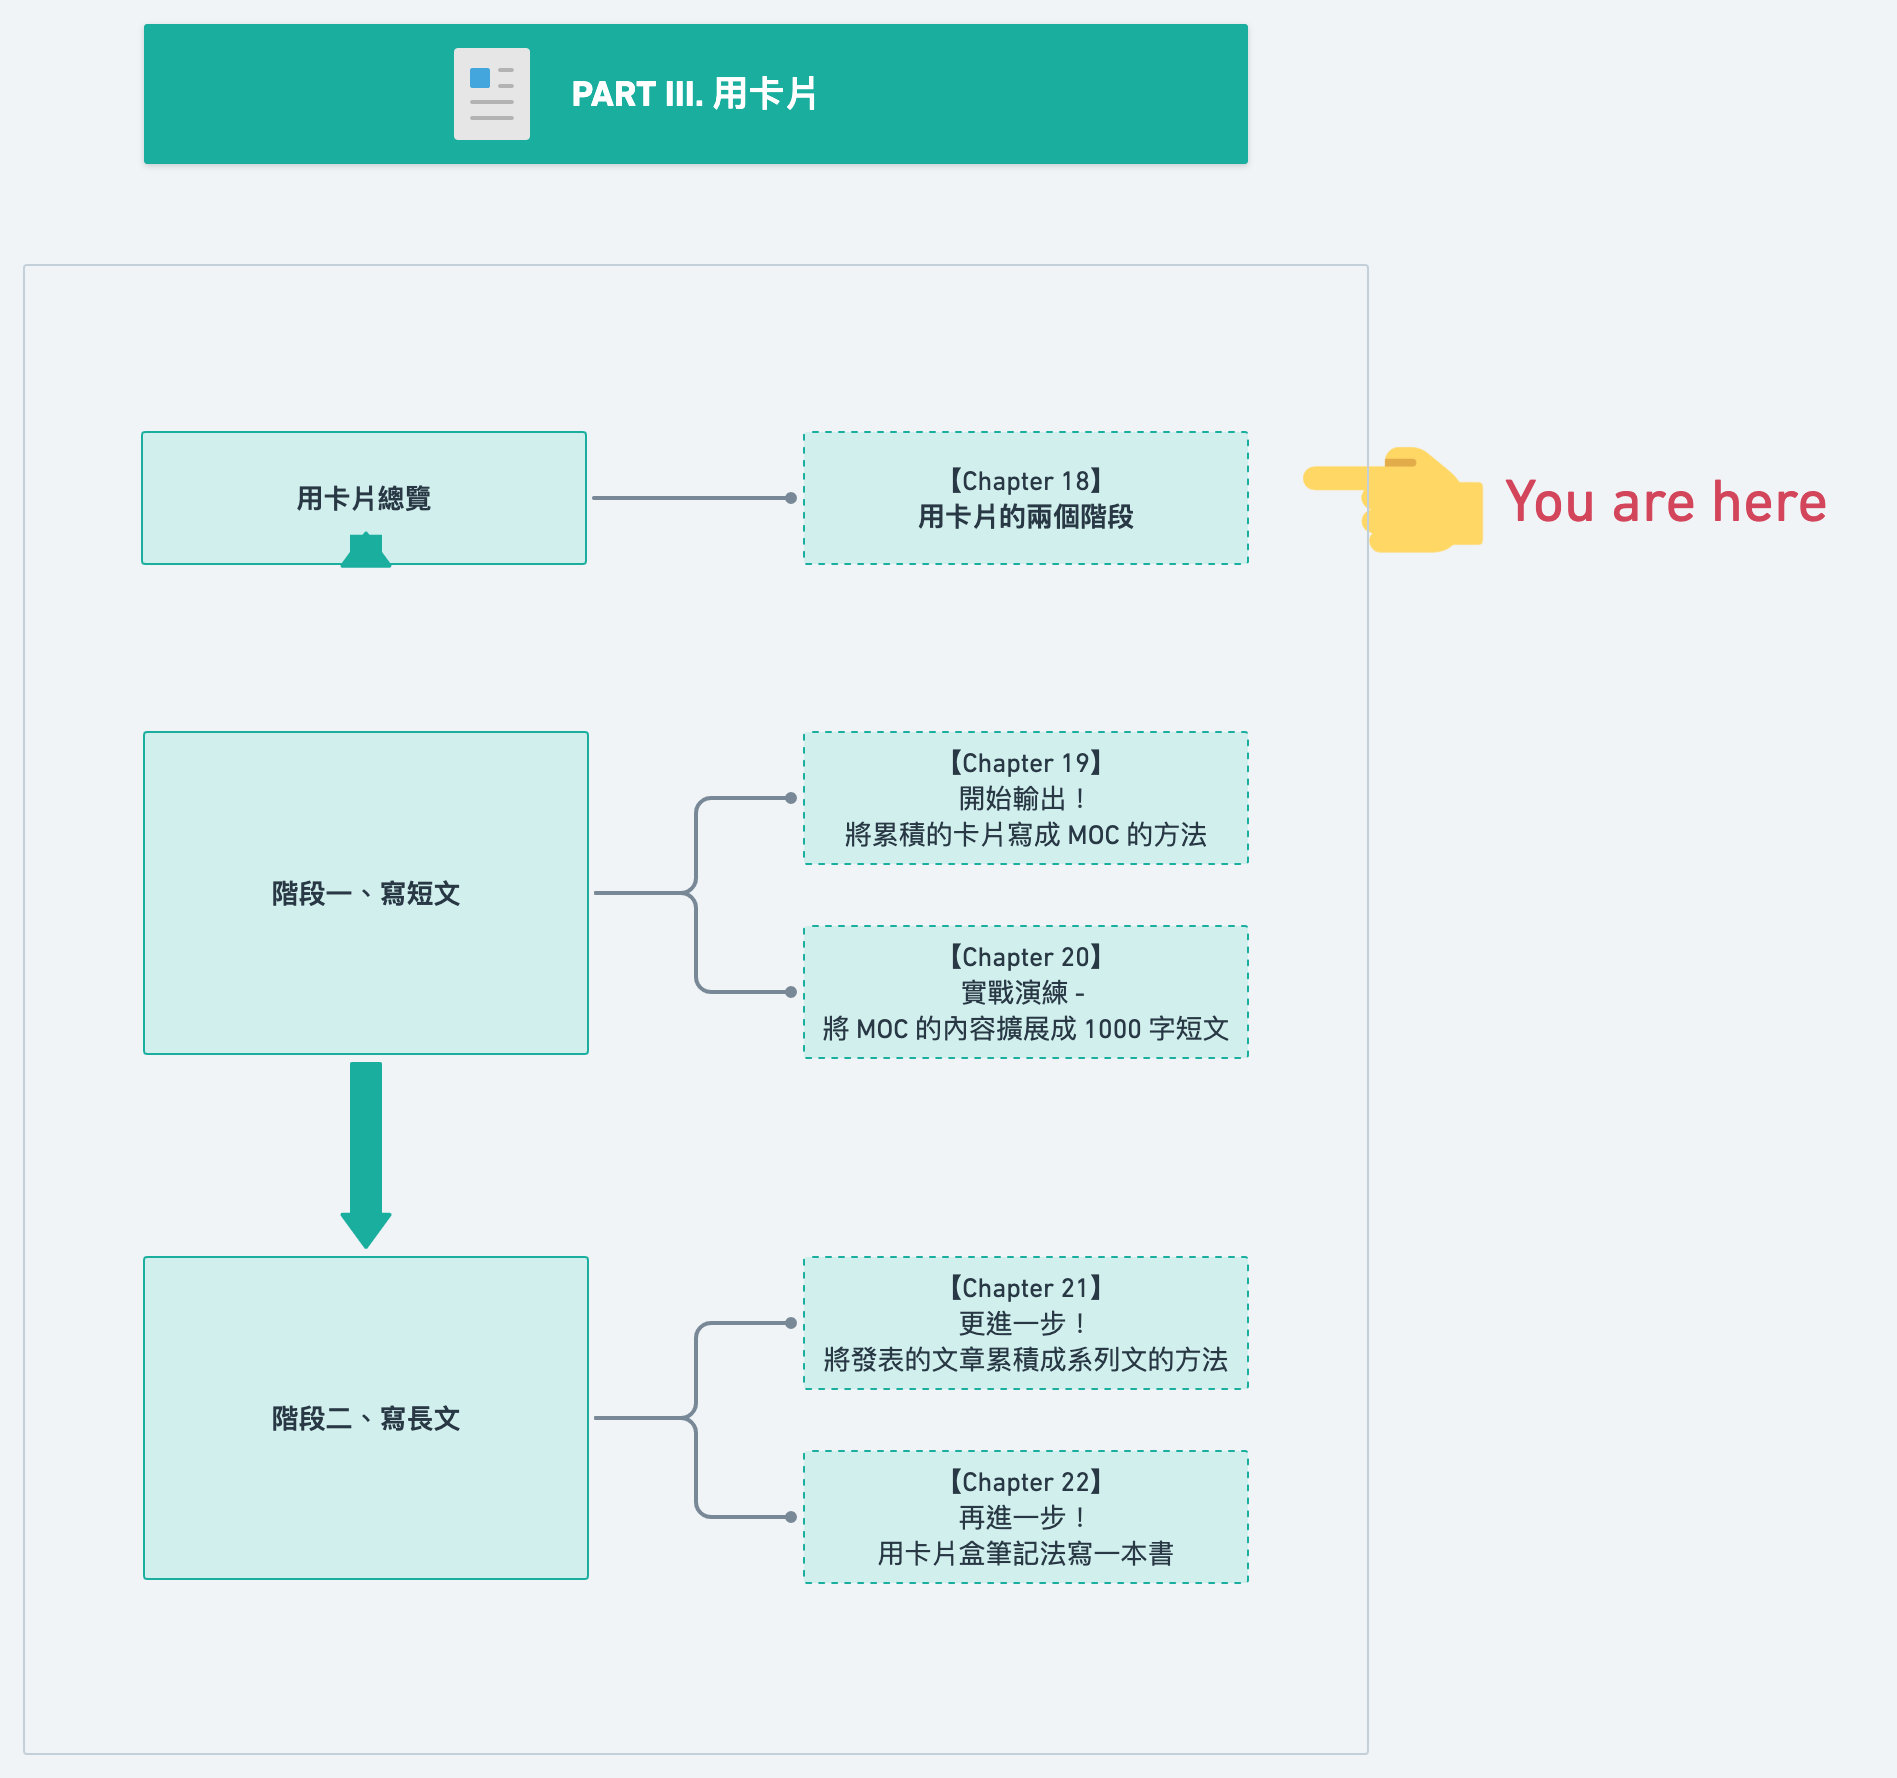 PART III. 用卡片
用卡片總覽
【Chapter 18】
用卡片的兩個階段
You are here
階段一、寫短文
【Chapter 19】
開始輸出！
將累積的卡片寫成 MOC 的方法
【Chapter 20】
實戰演練 -
將 MOC 的內容擴展成 1000 字短文
階段二、寫長文
【Chapter 21】
更進一步！
將發表的文章累積成系列文的方法
【Chapter 22】
再進一步！
用卡片盒筆記法寫一本書